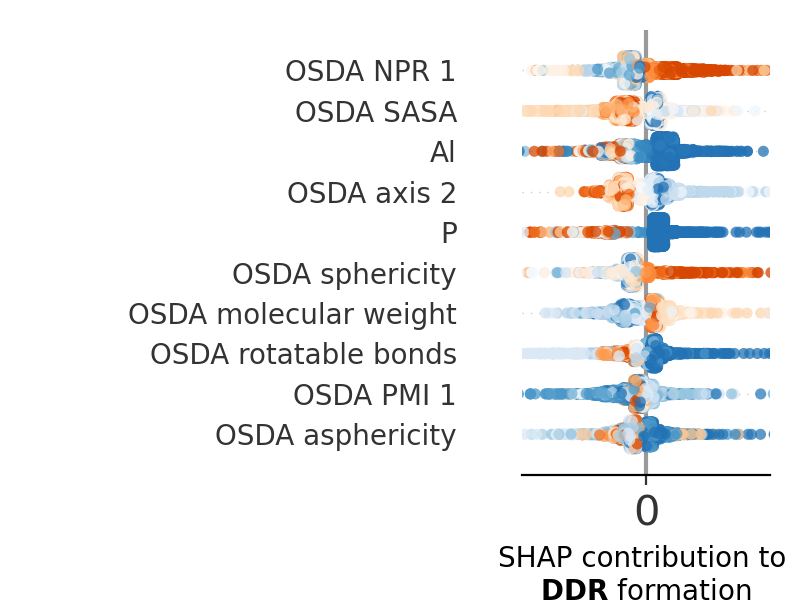 OSDA NPR 1
OSDA SASA
Al
OSDA axis 2
P
OSDA sphericity
OSDA molecular weight
OSDA rotatable bonds
OSDA PMI 1
OSDA asphericity
0
SHAP contribution to
DDR formation